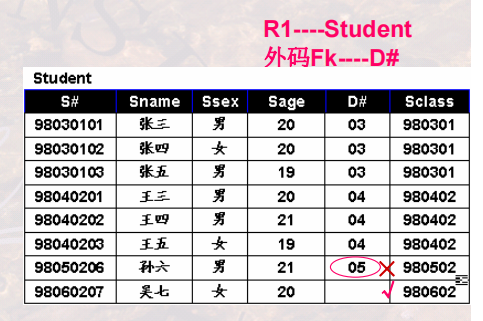 R1----Student
外码Fk----D#
Student
S# Sname Ssex Sage D# Sclass
98030101 张三 男 20 03 980301
98030102 张四 女 20 03 980301
98030103 张五 男 19 03 980301
98040201 王三 男 20 04 980402
98040202 王四 男 21 04 980402
98040203 王五 女 19 04 980402
98050206 孙六 男 21 05 980502
98060207 吴七 女 20 980602